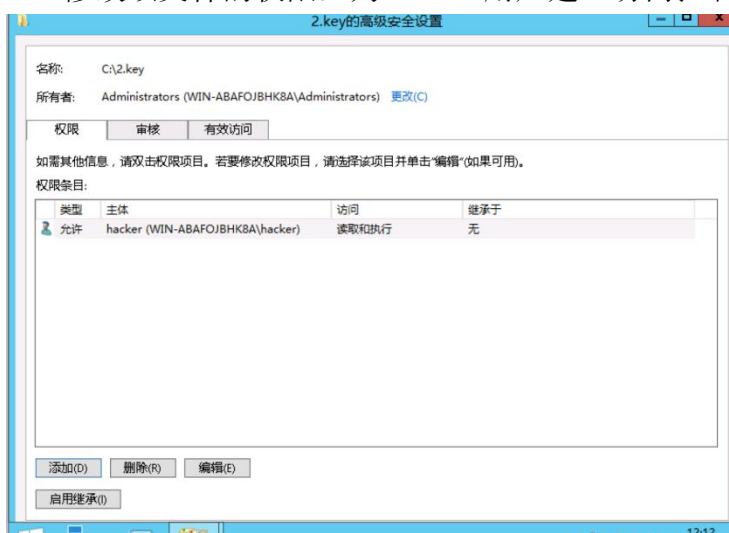 2.key的高级安全设置
名称: C:\2.key
所有者: Administrators (WIN-ABAFOJBHK8A\Administrators) 更改(C)
权限 审核 有效访问
如需其他信息，请双击权限项目。若要修改权限项目，请选择该项目并单击“编辑”(如果可用)。
权限条目:
类型 主体 访问 继承于
允许 hacker (WIN-ABAFOJBHK8A\hacker) 读取和执行 无
添加(D) 删除(R) 编辑(E)
启用继承(I)